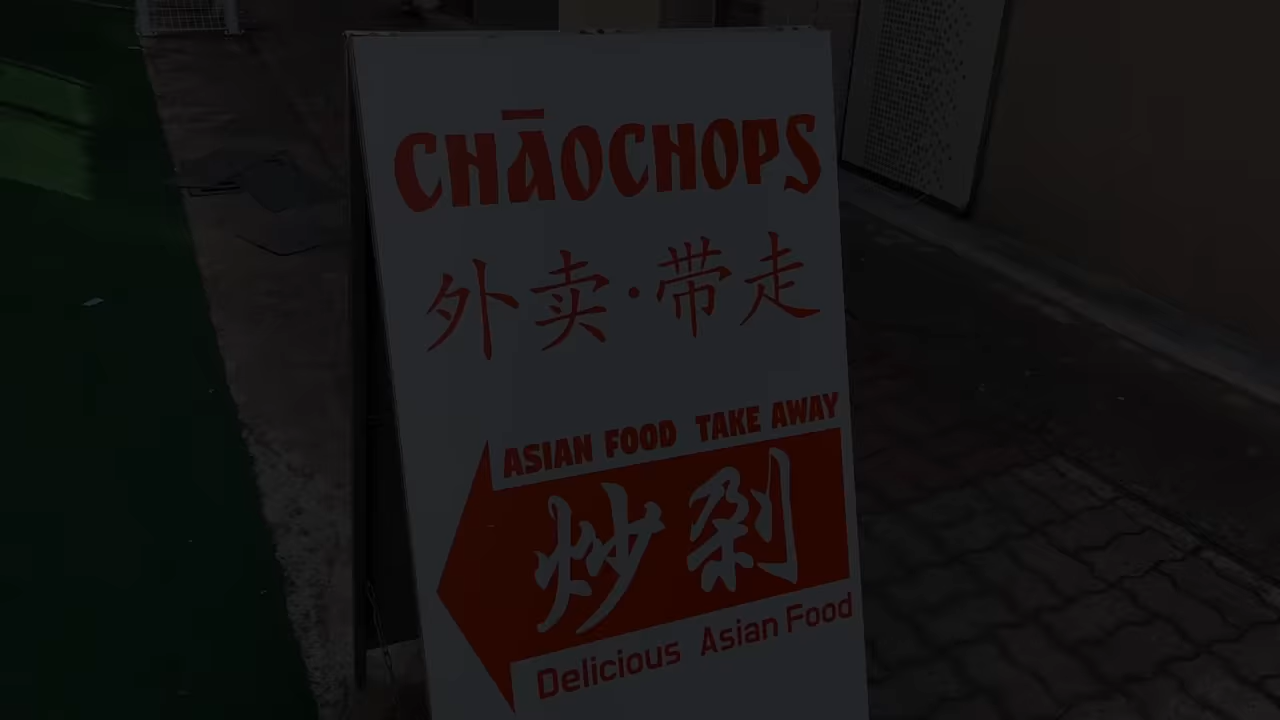 CHĀOCHOPS
外卖·带走
ASIAN FOOD TAKE AWAY
炒剁
Delicious Asian Food